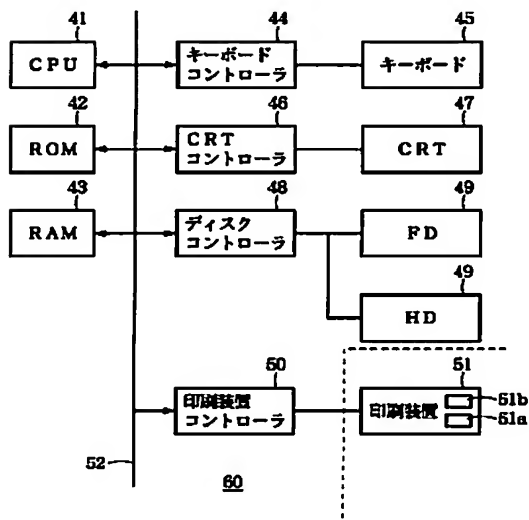 41
CPU
44
キーボード
コントローラ
45
キーボード
42
ROM
46
CRT
コントローラ
47
CRT
43
RAM
48
ディスク
コントローラ
49
FD
49
HD
50
印刷装置
コントローラ
51
印刷装置
51b
51a
52
60